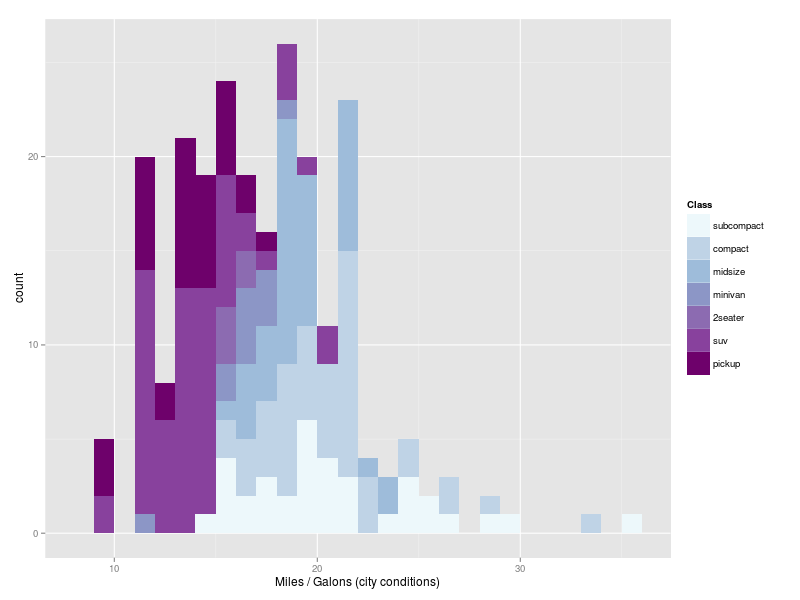 20
10
0
count
10
20
30
Miles / Galons (city conditions)
Class
subcompact
compact
midsize
minivan
2seater
suv
pickup